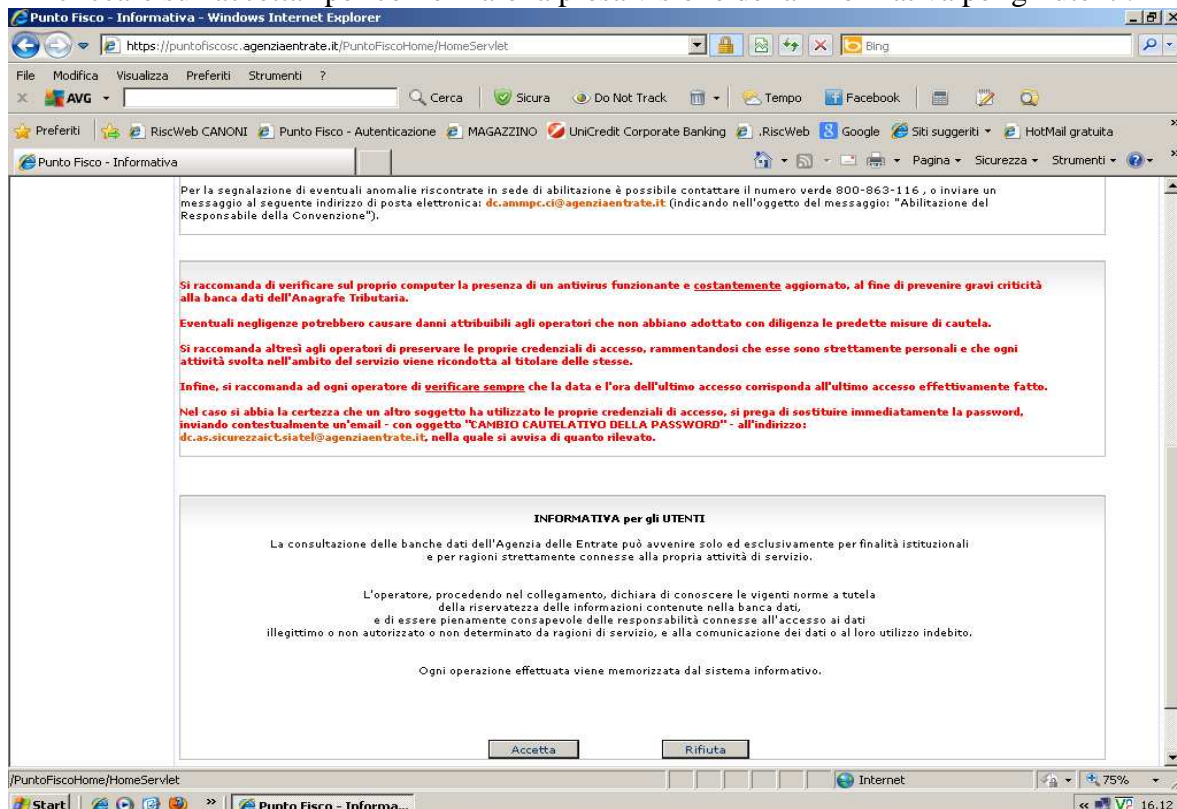 Punto Fisco - Informativa - Windows Internet Explorer
https://puntofiscosc.agenziaentrate.it/PuntoFiscoHome/HomeServlet
Bing
File Modifica Visualizza Preferiti Strumenti ?
AVG Cerca Sicura Do Not Track Tempo Facebook
Preferiti RiscWeb CANONI Punto Fisco - Autenticazione MAGAZZINO UniCredit Corporate Banking .RiscWeb Google Siti suggeriti HotMail gratuita
Punto Fisco - Informativa Pagina Sicurezza Strumenti
Per la segnalazione di eventuali anomalie riscontrate in sede di abilitazione è possibile contattare il numero verde 800-863-116 , o inviare un
messaggio al seguente indirizzo di posta elettronica: dc.ammpc.ci@agenziaentrate.it (indicando nell'oggetto del messaggio: "Abilitazione del
Responsabile della Convenzione").
Si raccomanda di verificare sul proprio computer la presenza di un antivirus funzionante e costantemente aggiornato, al fine di prevenire gravi criticità
alla banca dati dell'Anagrafe Tributaria.
Eventuali negligenze potrebbero causare danni attribuibili agli operatori che non abbiano adottato con diligenza le predette misure di cautela.
Si raccomanda altresì agli operatori di preservare le proprie credenziali di accesso, rammentandosi che esse sono strettamente personali e che ogni
attività svolta nell'ambito del servizio viene ricondotta al titolare delle stesse.
Infine, si raccomanda ad ogni operatore di verificare sempre che la data e l'ora dell'ultimo accesso corrisponda all'ultimo accesso effettivamente fatto.
Nel caso si abbia la certezza che un altro soggetto ha utilizzato le proprie credenziali di accesso, si prega di sostituire immediatamente la password,
inviando contestualmente un'email - con oggetto "CAMBIO CAUTELATIVO DELLA PASSWORD" - all'indirizzo:
dc.as.sicurezzaict.siatel@agenziaentrate.it, nella quale si avvisa di quanto rilevato.
INFORMATIVA per gli UTENTI
La consultazione delle banche dati dell'Agenzia delle Entrate può avvenire solo ed esclusivamente per finalità istituzionali
e per ragioni strettamente connesse alla propria attività di servizio.
L'operatore, procedendo nel collegamento, dichiara di conoscere le vigenti norme a tutela
della riservatezza delle informazioni contenute nella banca dati,
e di essere pienamente consapevole delle responsabilità connesse all'accesso ai dati
illegittimo o non autorizzato o non determinato da ragioni di servizio, e alla comunicazione dei dati o al loro utilizzo indebito.
Ogni operazione effettuata viene memorizzata dal sistema informativo.
Accetta Rifiuta
/PuntoFiscoHome/HomeServlet Internet 75%
Start Punto Fisco - Informa... 16.12